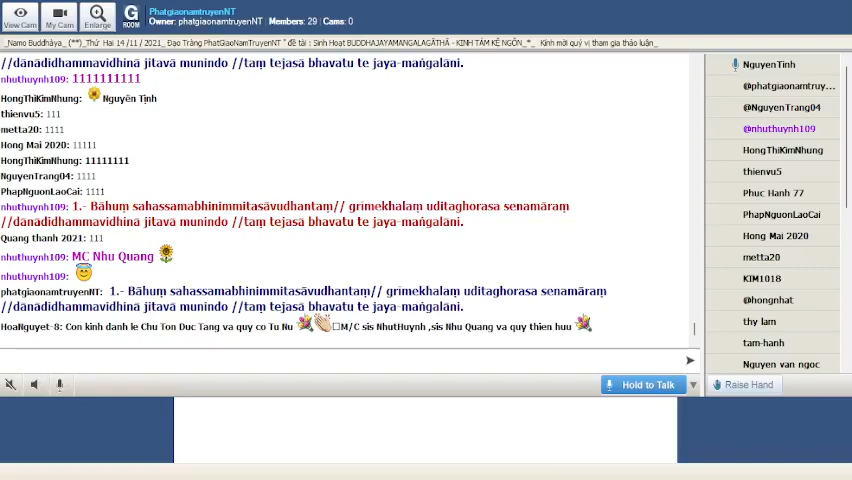 View Cam
My Cam
Enlarge
G
ROOM
PhatgiaonamtruyenNT
Owner: phatgiaonamtruyenNT | Members: 29 | Cams: 0
_Namo Buddhàya_ (**)_Thứ Hai 14 /11 / 2021_ Đạo Tràng PhatGiaoNamTruyenNT " đề tài : Sinh Hoạt BUDDHAJAYAMANGALAGĀTHĀ - KINH TÁM KỆ NGÔN_*_ Kính mời quý vị tham gia thảo luận_
//dānādidhammavidhinā jitavā munindo //taṃ tejasā bhavatu te jaya-maṅgalāni.
nhuthuynh109: 11111111111
HongThiKimNhung: Nguyên Tịnh
thienvu5: 111
metta20: 1111
Hong Mai 2020: 11111
HongThiKimNhung: 11111111
NguyenTrang04: 1111
PhapNguonLaoCai: 1111
nhuthuynh109: 1.- Bāhuṃ sahassamabhinimmitasāvudhantaṃ// grīmekhalaṃ uditaghorasa senamāraṃ
//dānādidhammavidhinā jitavā munindo //taṃ tejasā bhavatu te jaya-maṅgalāni.
Quang thanh 2021: 111
nhuthuynh109: MC Nhu Quang
nhuthuynh109:
phatgiaonamtruyenNT: 1.- Bāhuṃ sahassamabhinimmitasāvudhantaṃ// grīmekhalaṃ uditaghorasa senamāraṃ
//dānādidhammavidhinā jitavā munindo //taṃ tejasā bhavatu te jaya-maṅgalāni.
HoaNguyet-8: Con kinh danh le Chu Ton Duc Tang va quy co Tu Nu M/C sis NhutHuynh ,sis Nhu Quang va quy thien huu
NguyenTinh
@phatgiaonamtruy...
@NguyenTrang04
@nhuthuynh109
HongThiKimNhung
thienvu5
Phuc Hanh 77
PhapNguonLaoCai
Hong Mai 2020
metta20
KIM1018
@hongnhat
thy lam
tam-hanh
Nguyen van ngoc
Hold to Talk
Raise Hand